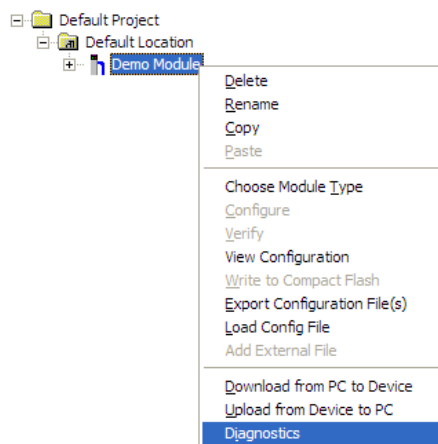 Default Project
Default Location
Demo Module
Delete
Rename
Copy
Paste
Choose Module Type
Configure
Verify
View Configuration
Write to Compact Flash
Export Configuration File(s)
Load Config File
Add External File
Download from PC to Device
Upload from Device to PC
Diagnostics